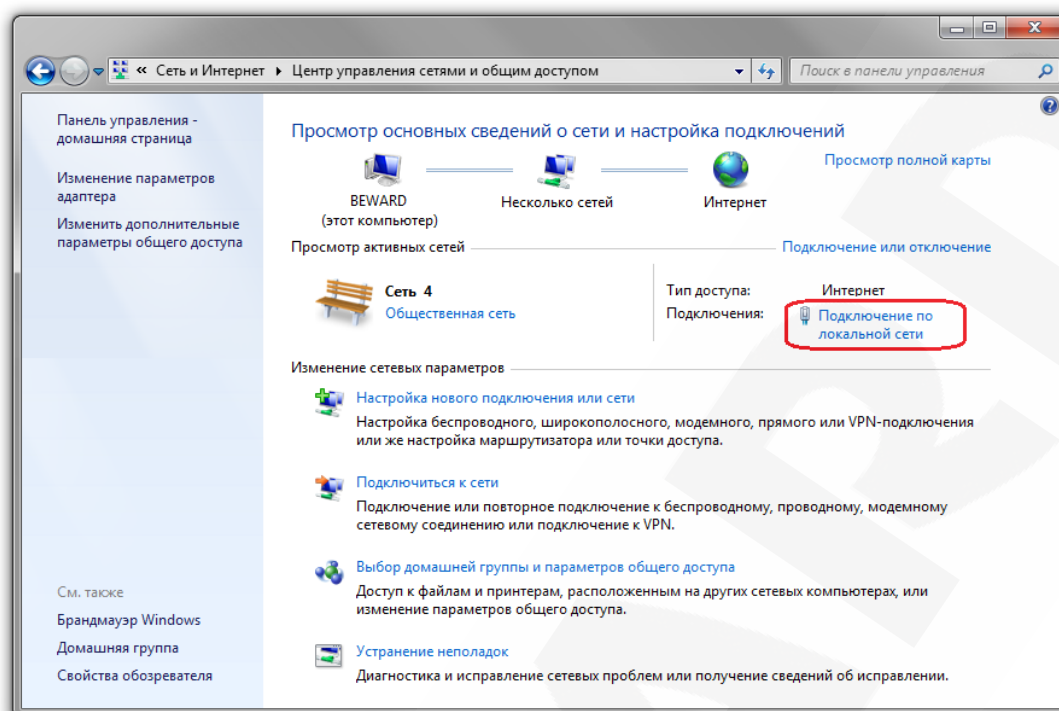 « Сеть и Интернет ▸ Центр управления сетями и общим доступом
Поиск в панели управления
Панель управления -
домашняя страница
Изменение параметров
адаптера
Изменить дополнительные
параметры общего доступа
См. также
Брандмауэр Windows
Домашняя группа
Свойства обозревателя
Просмотр основных сведений о сети и настройка подключений
Просмотр полной карты
BEWARD
(этот компьютер)
Несколько сетей
Интернет
Просмотр активных сетей
Подключение или отключение
Сеть 4
Общественная сеть
Тип доступа: Интернет
Подключения: Подключение по
локальной сети
Изменение сетевых параметров
Настройка нового подключения или сети
Настройка беспроводного, широкополосного, модемного, прямого или VPN-подключения
или же настройка маршрутизатора или точки доступа.
Подключиться к сети
Подключение или повторное подключение к беспроводному, проводному, модемному
сетевому соединению или подключение к VPN.
Выбор домашней группы и параметров общего доступа
Доступ к файлам и принтерам, расположенным на других сетевых компьютерах, или
изменение параметров общего доступа.
Устранение неполадок
Диагностика и исправление сетевых проблем или получение сведений об исправлении.